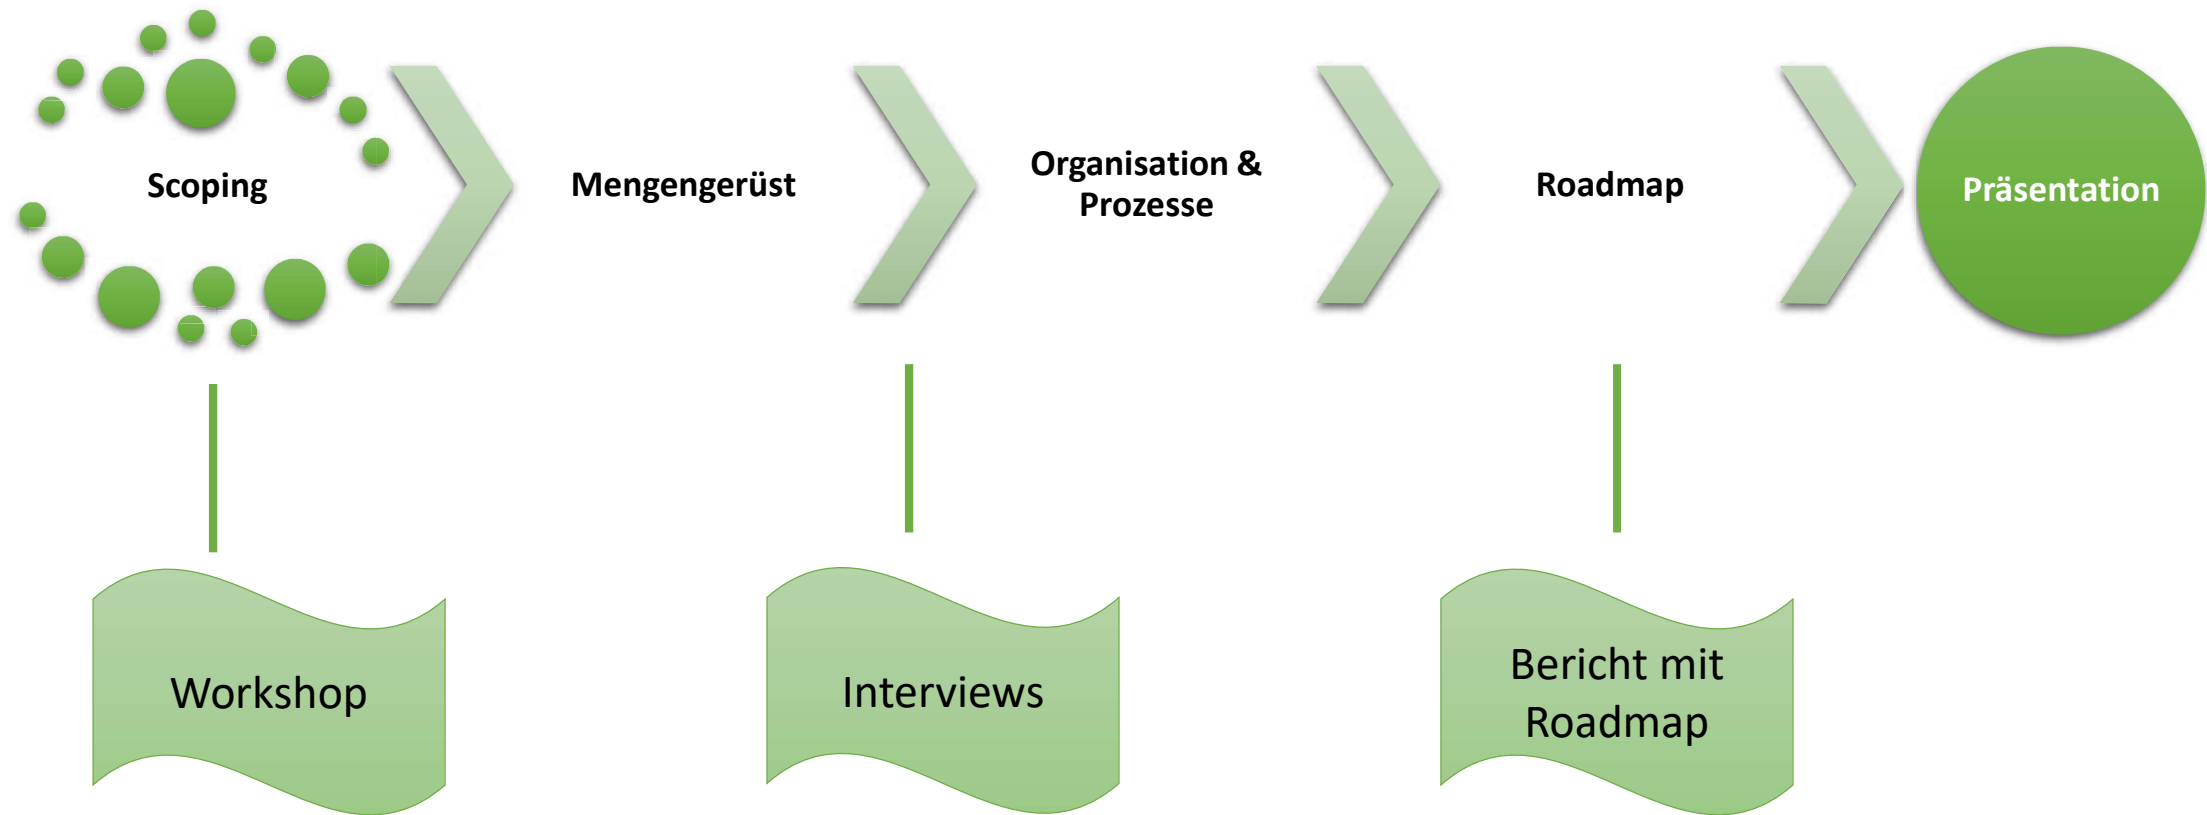 Scoping
Mengengerüst
Organisation &
Prozesse
Roadmap
Präsentation
Workshop
Interviews
Bericht mit
Roadmap